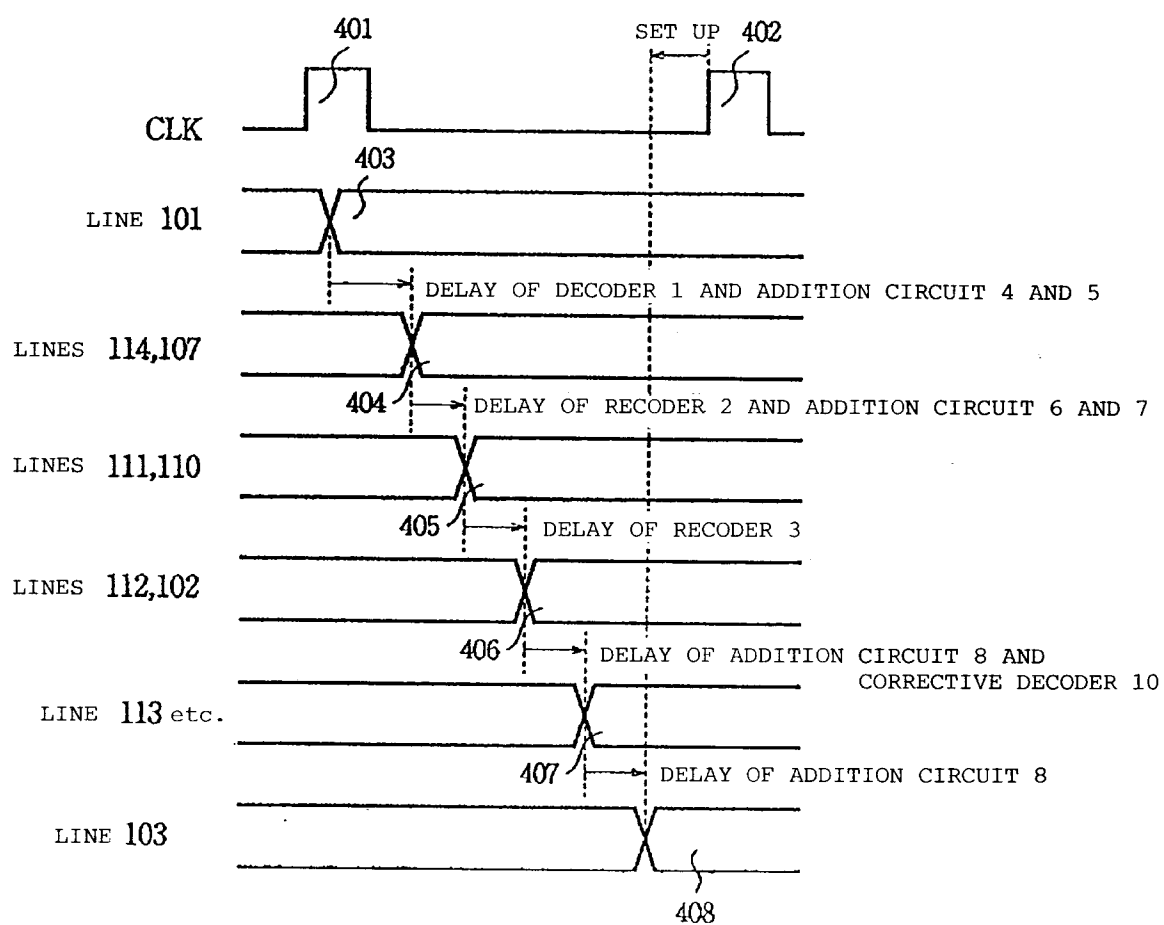 401
SET UP 402
CLK
403
LINE 101
DELAY OF DECODER 1 AND ADDITION CIRCUIT 4 AND 5
LINES 114,107
404
DELAY OF RECODER 2 AND ADDITION CIRCUIT 6 AND 7
LINES 111,110
405
DELAY OF RECODER 3
LINES 112,102
406
DELAY OF ADDITION CIRCUIT 8 AND
CORRECTIVE DECODER 10
LINE 113 etc.
407
DELAY OF ADDITION CIRCUIT 8
LINE 103
408